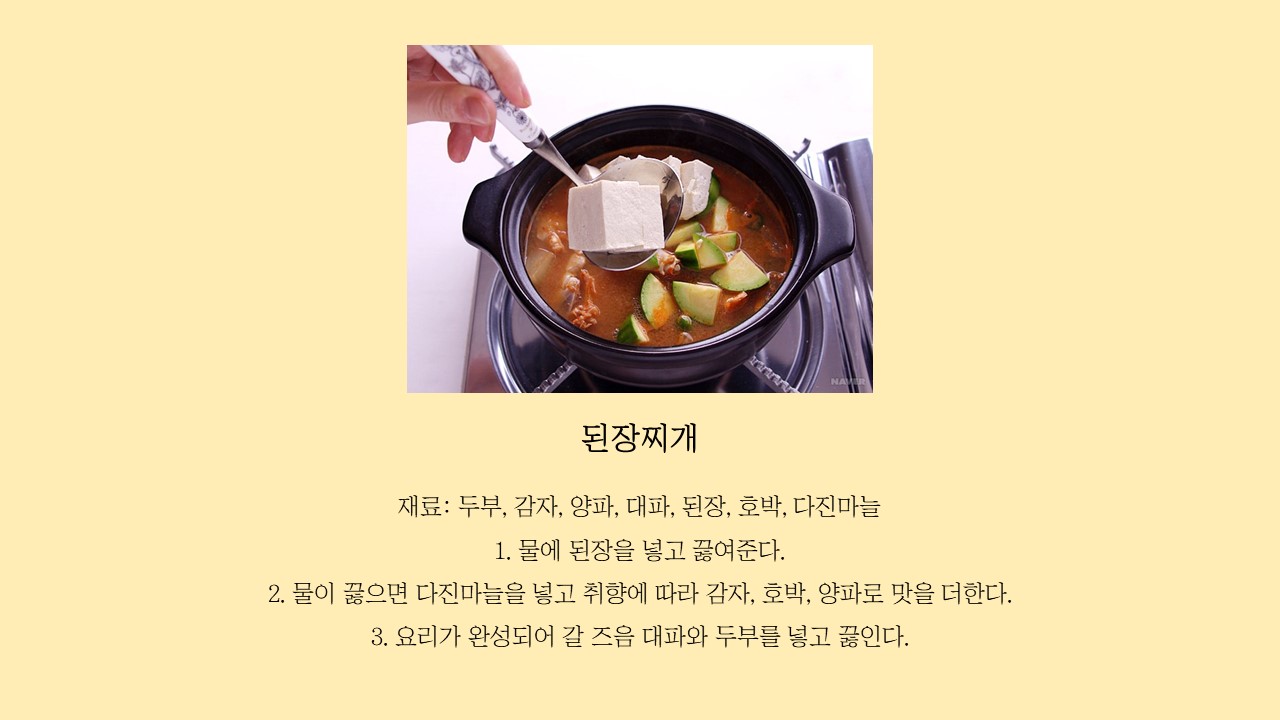 NAVER
된장찌개
재료: 두부, 감자, 양파, 대파, 된장, 호박, 다진마늘
1. 물에 된장을 넣고 끓여준다.
2. 물이 끓으면 다진마늘을 넣고 취향에 따라 감자, 호박, 양파로 맛을 더한다.
3. 요리가 완성되어 갈 즈음 대파와 두부를 넣고 끓인다.